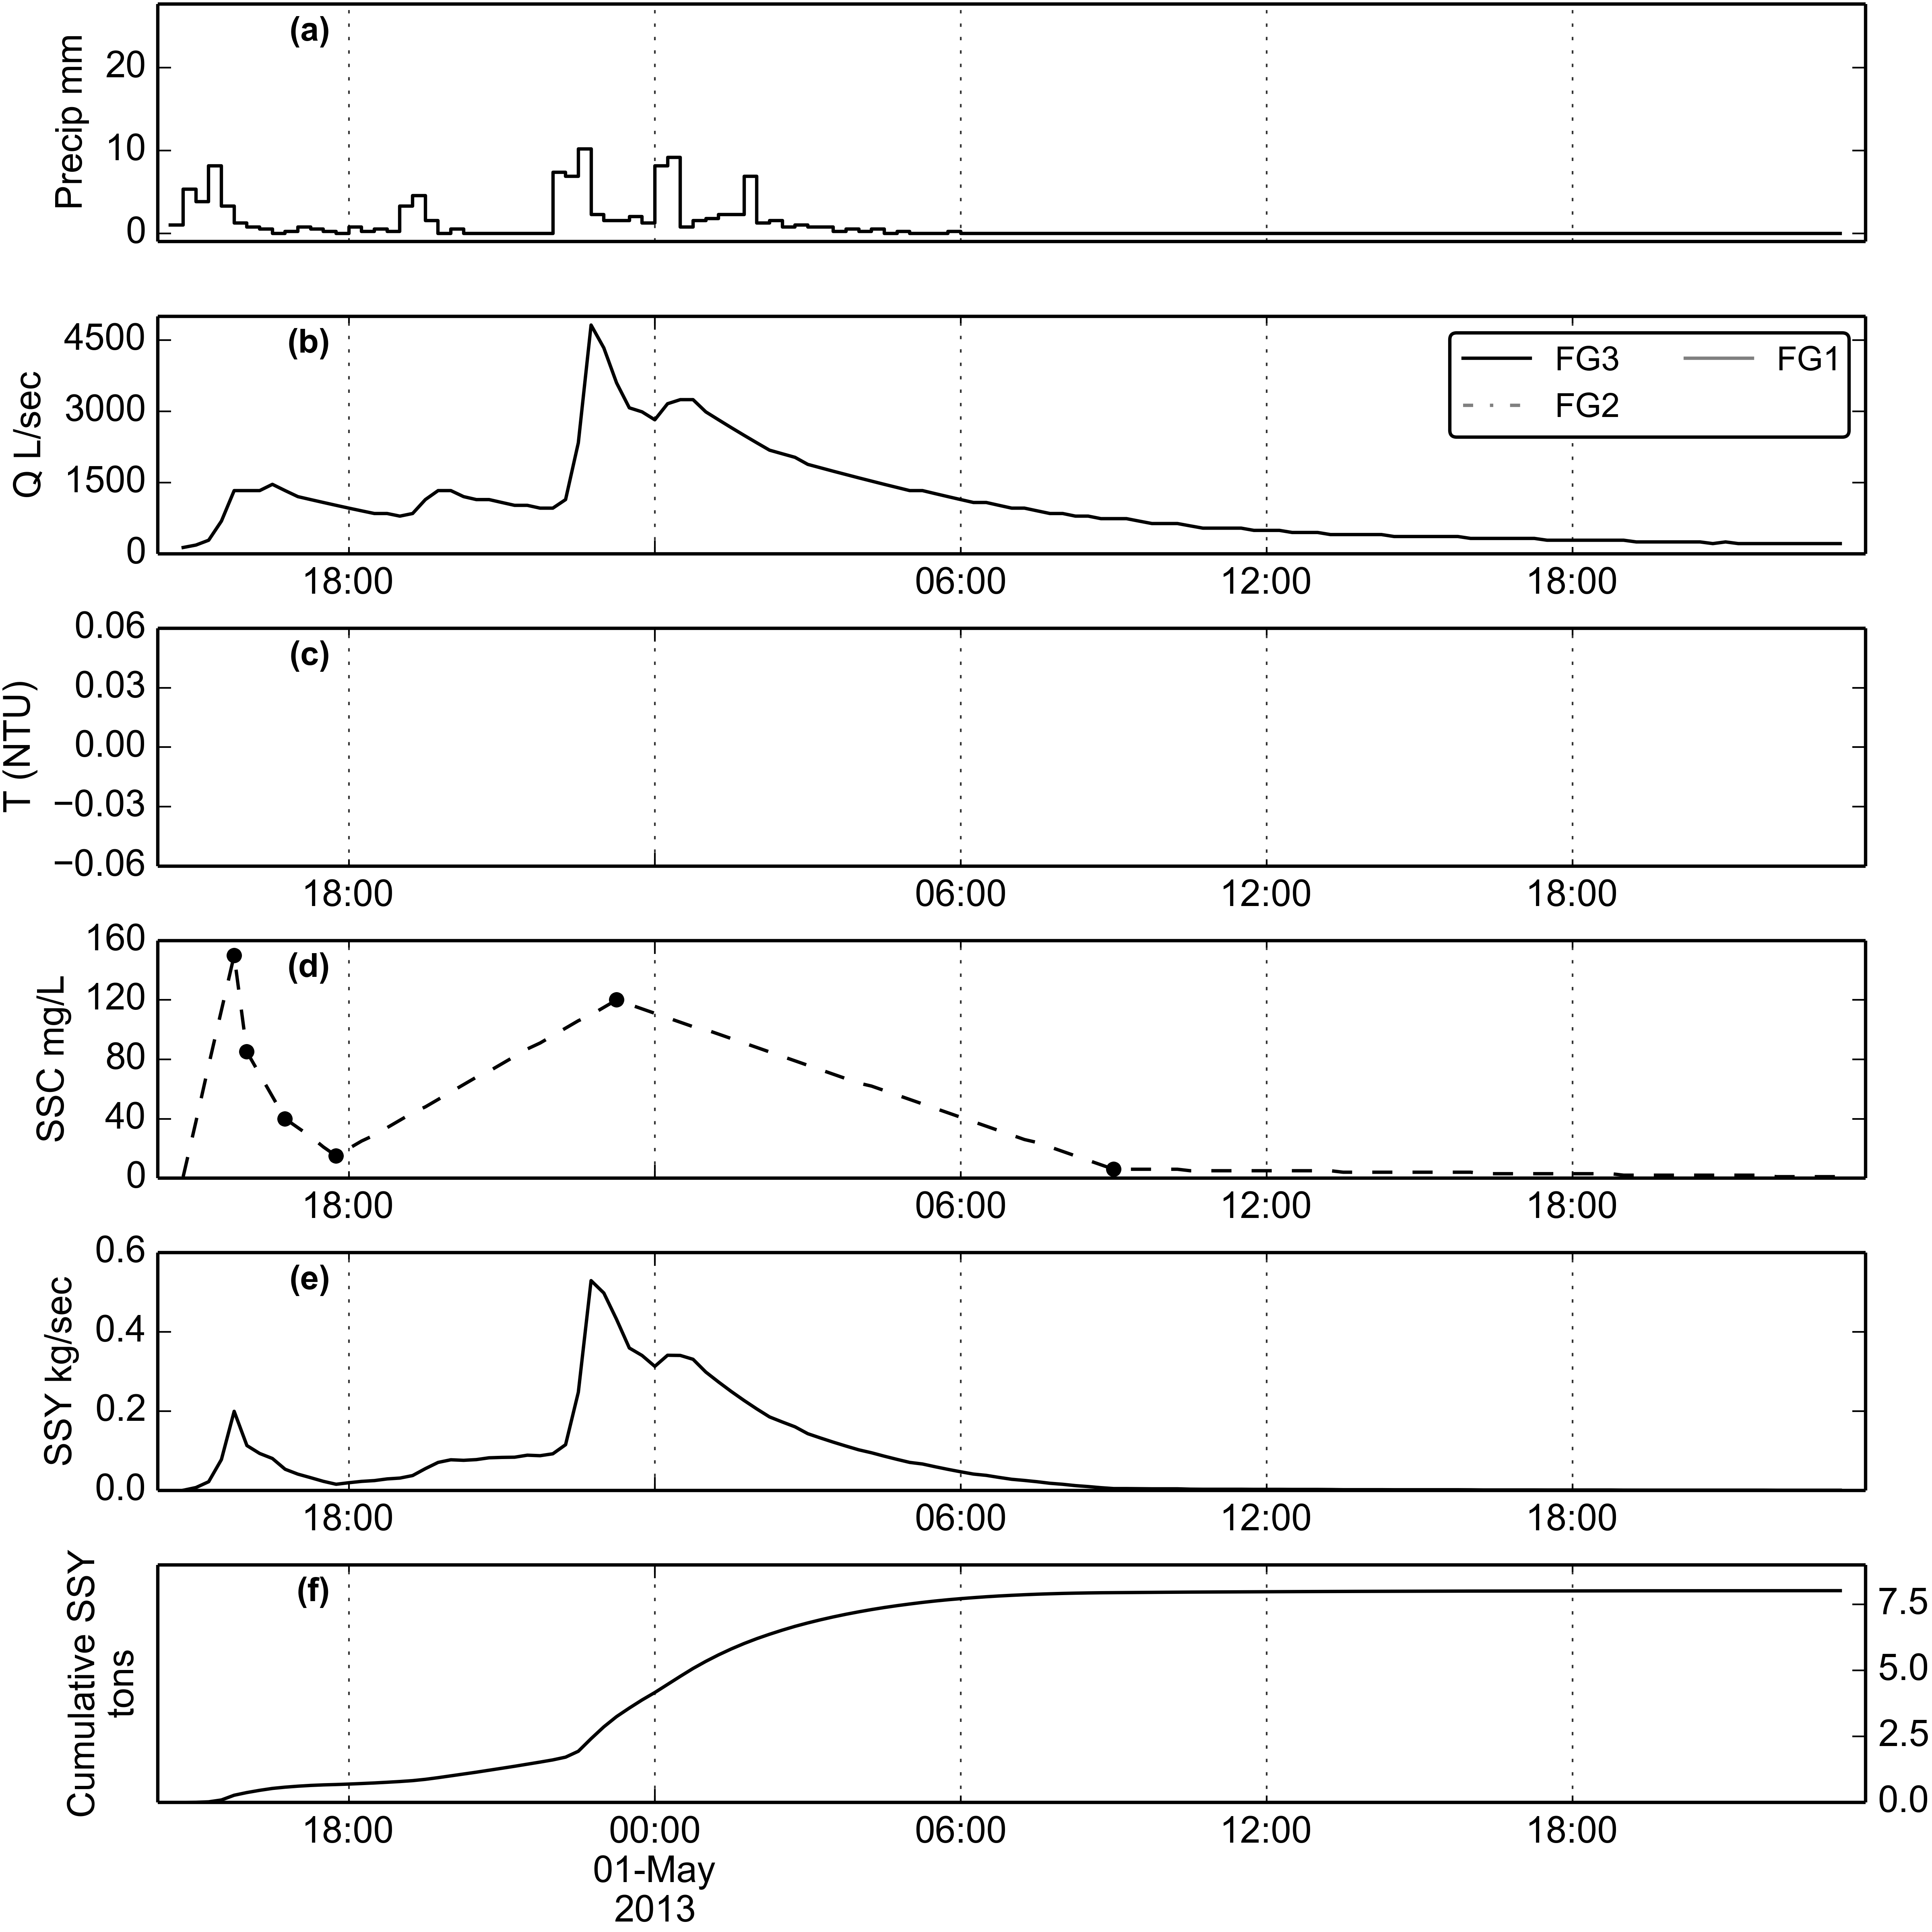 (a)
Precip mm
20
10
0
(b)
Q L/sec
4500
3000
1500
0
FG3 FG1
FG2
18:00 06:00 12:00 18:00
(c)
T (NTU)
0.06
0.03
0.00
−0.03
−0.06
18:00 06:00 12:00 18:00
(d)
SSC mg/L
160
120
80
40
0
18:00 06:00 12:00 18:00
(e)
SSY kg/sec
0.6
0.4
0.2
0.0
18:00 06:00 12:00 18:00
(f)
Cumulative SSY
tons
7.5
5.0
2.5
0.0
18:00 00:00 06:00 12:00 18:00
01-May
2013